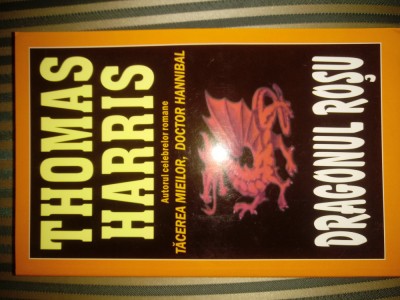 THOMAS
HARRIS
Autorul celebrelor romane
TĂCEREA MIEILOR, DOCTOR HANNIBAL
DRAGONUL ROȘU